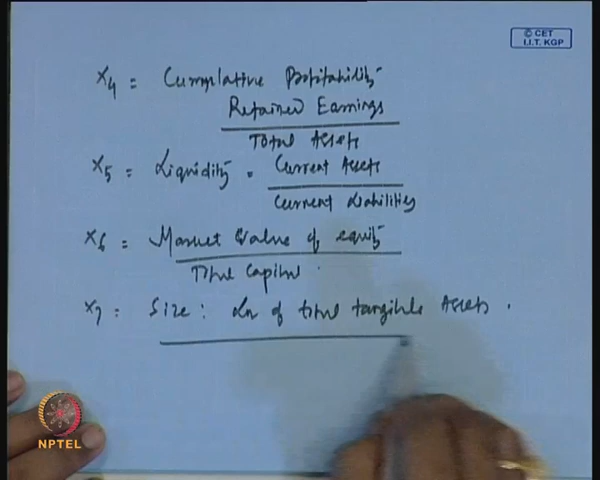 © CET
I.I.T. KGP
X4 = Cumulative Profitability
Retained Earnings
Total Assets
X5 = Liquidity = Current Assets
Current Liabilities
X6 = Market Value of equity
Total Capital
X7 = Size : Ln of total tangible Assets .
NPTEL